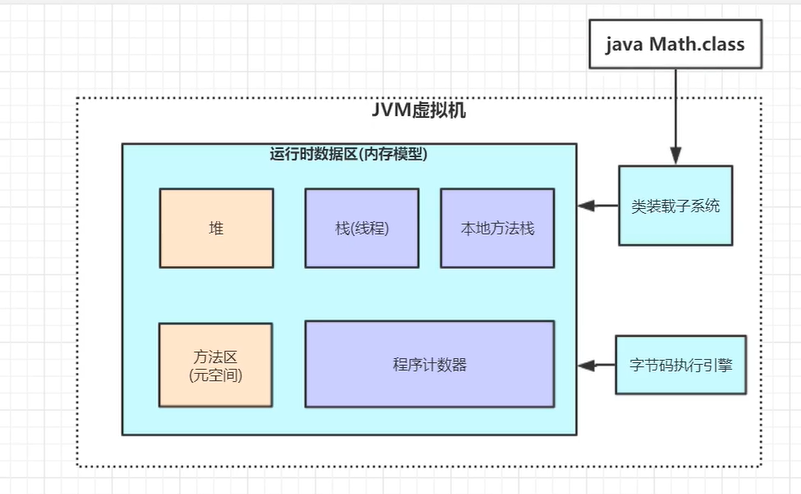 java Math.class
JVM虚拟机
运行时数据区(内存模型)
堆
栈(线程)
本地方法栈
类装载子系统
方法区
(元空间)
程序计数器
字节码执行引擎